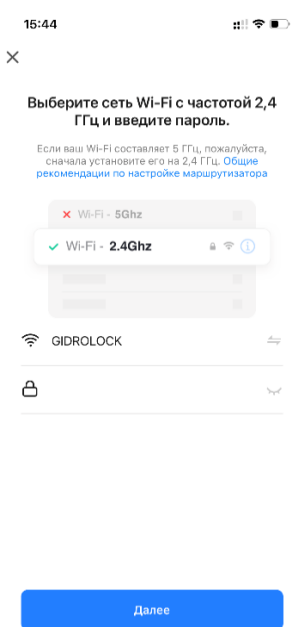 15:44
Выберите сеть Wi-Fi с частотой 2,4
ГГц и введите пароль.
Если ваш Wi-Fi составляет 5 ГГц, пожалуйста,
сначала установите его на 2,4 ГГц. Общие
рекомендации по настройке маршрутизатора
Wi-Fi - 5Ghz
Wi-Fi - 2.4Ghz
GIDROLOCK
Далее